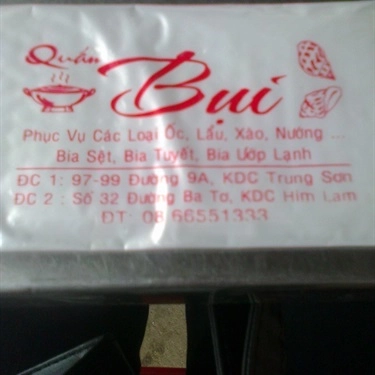 Quán
Bụi
Phục Vụ Các Loại Ốc, Lẩu, Xào, Nướng ...
Bia Sệt, Bia Tuyết, Bia Ướp Lạnh
ĐC 1: 97-99 Đường 9A, KDC Trung Sơn
ĐC 2 : Số 32 Đường Ba Tơ, KDC Him Lam
ĐT: 08.66551333